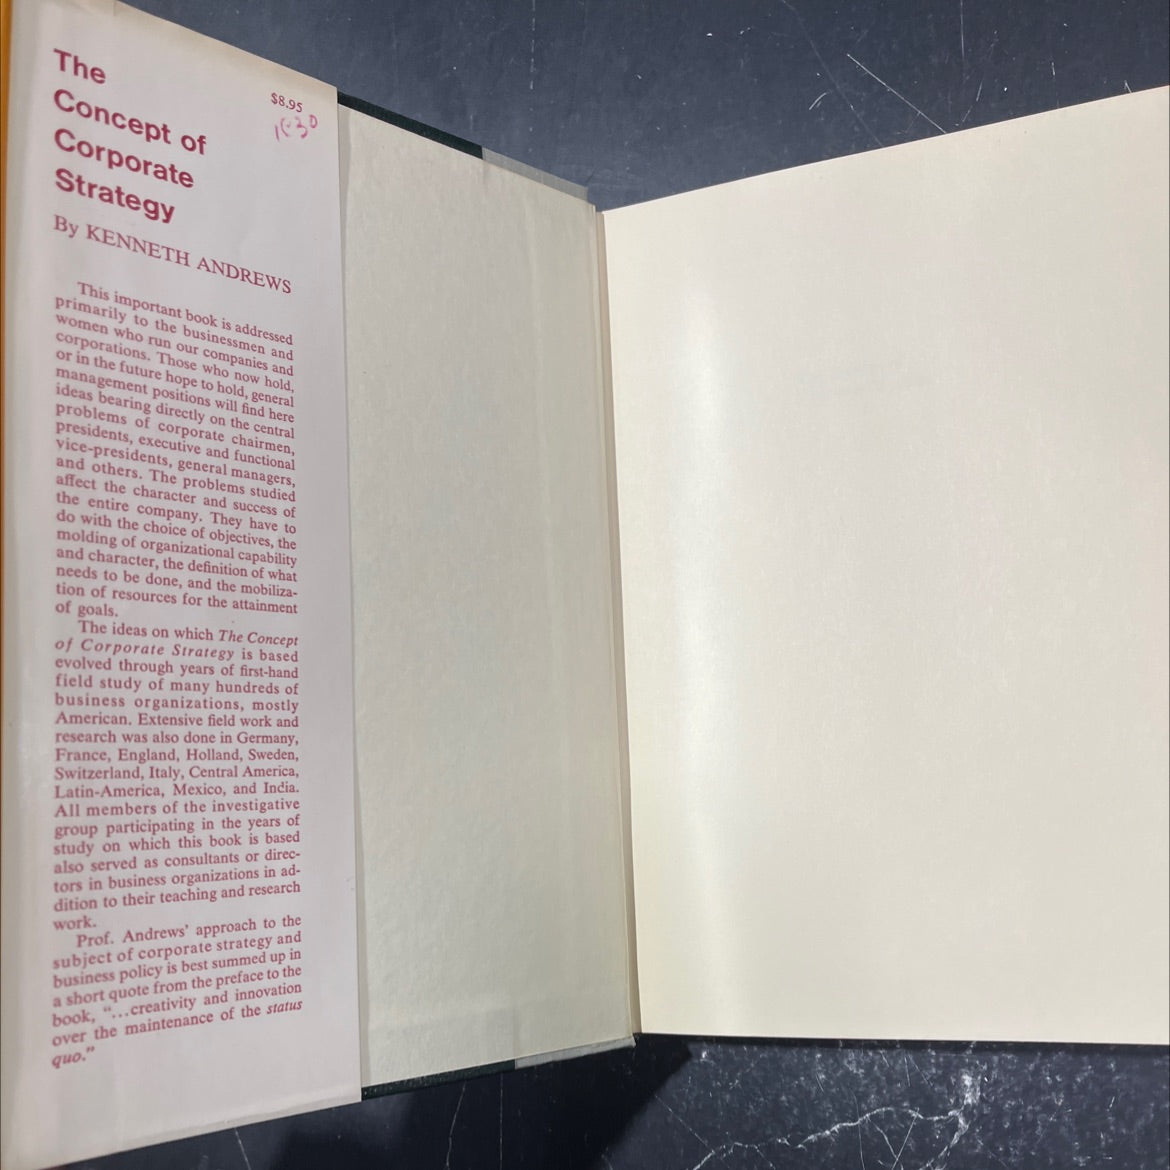 The
Concept of
Corporate
Strategy
$8.95
By KENNETH ANDREWS
This important book is addressed
primarily to the businessmen and
women who run our companies and
corporations. Those who now hold,
or in the future hope to hold, general
management positions will find here
ideas bearing directly on the central
problems of corporate chairmen,
presidents, executive and functional
vice-presidents, general managers,
and others. The problems studied
affect the character and success of
the entire company. They have to
do with the choice of objectives, the
molding of organizational capability
and character, the definition of what
needs to be done, and the mobiliza-
tion of resources for the attainment
of goals.
The ideas on which The Concept
of Corporate Strategy is based
evolved through years of first-hand
field study of many hundreds of
business organizations, mostly
American. Extensive field work and
research was also done in Germany,
France, England, Holland, Sweden,
Switzerland, Italy, Central America,
Latin-America, Mexico, and India.
All members of the investigative
group participating in the years of
study on which this book is based
also served as consultants or direc-
tors in business organizations in ad-
dition to their teaching and research
work.
Prof. Andrews' approach to the
subject of corporate strategy and
business policy is best summed up in
a short quote from the preface to the
book, "...creativity and innovation
over the maintenance of the status
quo."